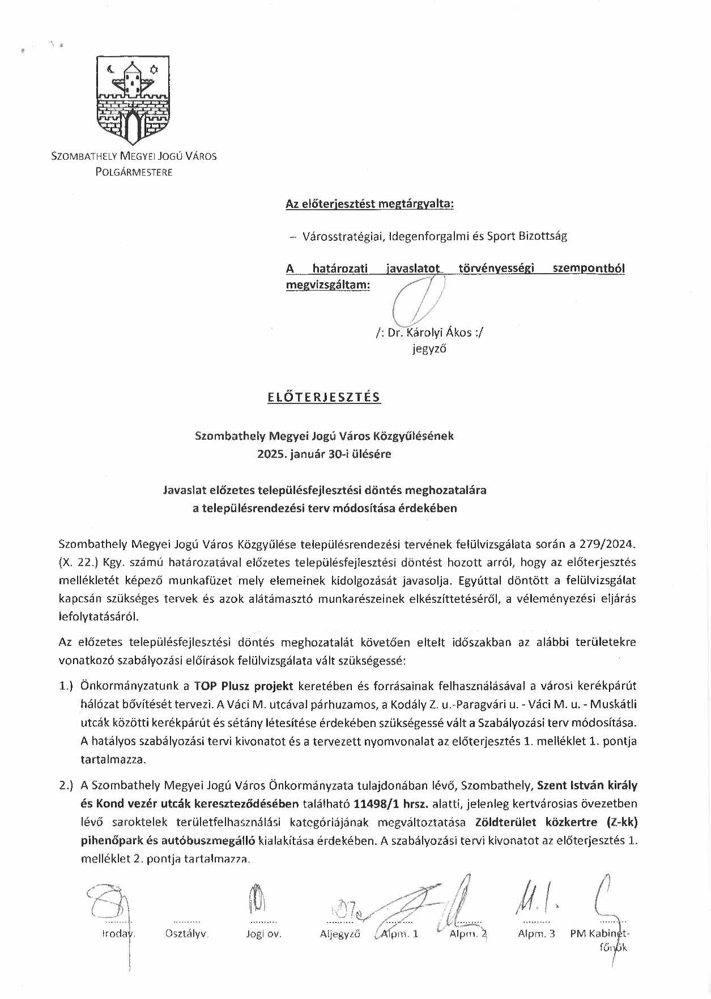 SZOMBATHELY MEGYEI JOGÚ VÁROS
POLGÁRMESTERE
Az előterjesztést megtárgyalta:
– Városstratégiai, Idegenforgalmi és Sport Bizottság
A határozati javaslatot törvényességi szempontból
megvizsgáltam:
/: Dr. Károlyi Ákos :/
jegyző
ELŐTERJESZTÉS
Szombathely Megyei Jogú Város Közgyűlésének
2025. január 30-i ülésére
Javaslat előzetes településfejlesztési döntés meghozatalára
a településrendezési terv módosítása érdekében
Szombathely Megyei Jogú Város Közgyűlése településrendezési tervének felülvizsgálata során a 279/2024.
(X. 22.) Kgy. számú határozatával előzetes településfejlesztési döntést hozott arról, hogy az előterjesztés
mellékletét képező munkafüzet mely elemeinek kidolgozását javasolja. Egyúttal döntött a felülvizsgálat
kapcsán szükséges tervek és azok alátámasztó munkarészeinek elkészíttetéséről, a véleményezési eljárás
lefolytatásáról.
Az előzetes településfejlesztési döntés meghozatalát követően eltelt időszakban az alábbi területekre
vonatkozó szabályozási előírások felülvizsgálata vált szükségessé:
1.) Önkormányzatunk a TOP Plusz projekt keretében és forrásainak felhasználásával a városi kerékpárút
hálózat bővítését tervezi. A Váci M. utcával párhuzamos, a Kodály Z. u.-Paragvári u. - Váci M. u. - Muskátli
utcák közötti kerékpárút és sétány létesítése érdekében szükségessé vált a Szabályozási terv módosítása.
A hatályos szabályozási tervi kivonatot és a tervezett nyomvonalat az előterjesztés 1. melléklet 1. pontja
tartalmazza.
2.) A Szombathely Megyei Jogú Város Önkormányzata tulajdonában lévő, Szombathely, Szent István király
és Kond vezér utcák kereszteződésében található 11498/1 hrsz. alatti, jelenleg kertvárosias övezetben
lévő saroktelek területfelhasználási kategóriájának megváltoztatása Zöldterület közkertre (Z-kk)
pihenőpark és autóbuszmegálló kialakítása érdekében. A szabályozási tervi kivonatot az előterjesztés 1.
melléklet 2. pontja tartalmazza.
Irodav. Osztályv. Jogi ov. Aljegyző Alpm. 1 Alpm. 2 Alpm. 3 PM Kabinet-
főnök